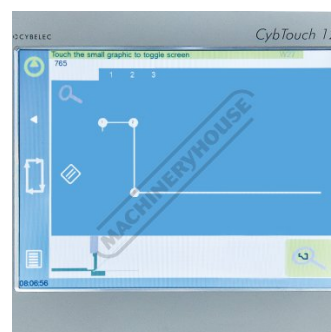 CYBELEC
CybTouch 1
Touch the small graphic to toggle screen
765
1 2 3
MACHINERYHOUSE
08:06:56